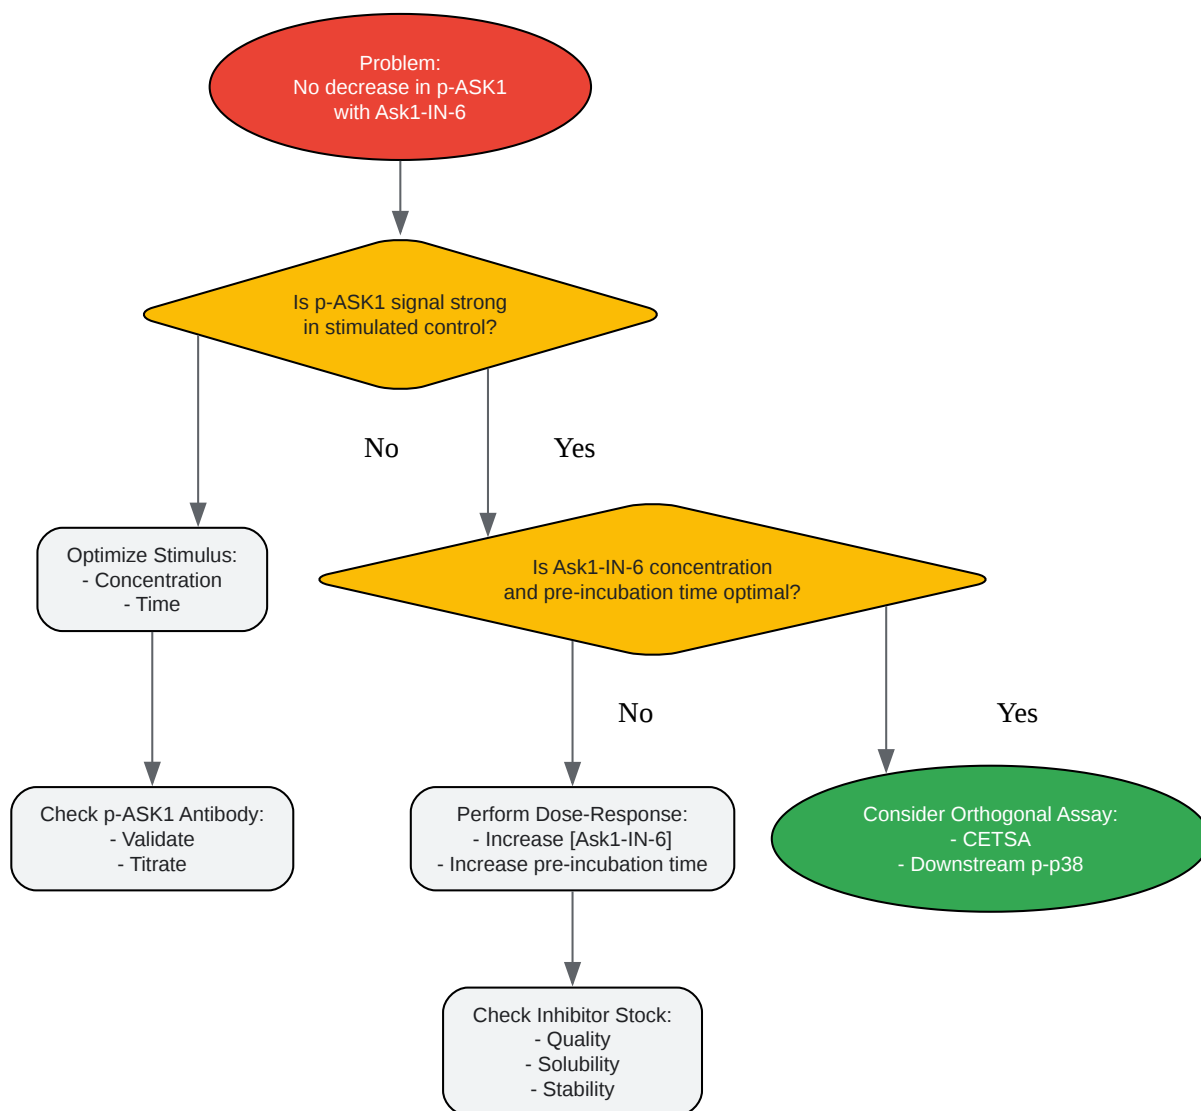 Problem:
No decrease in p-ASK1
with Ask1-IN-6
Is p-ASK1 signal strong
in stimulated control?
No
Yes
Optimize Stimulus:
- Concentration
- Time
Is Ask1-IN-6 concentration
and pre-incubation time optimal?
No
Yes
Check p-ASK1 Antibody:
- Validate
- Titrate
Perform Dose-Response:
- Increase [Ask1-IN-6]
- Increase pre-incubation time
Consider Orthogonal Assay:
- CETSA
- Downstream p-p38
Check Inhibitor Stock:
- Quality
- Solubility
- Stability